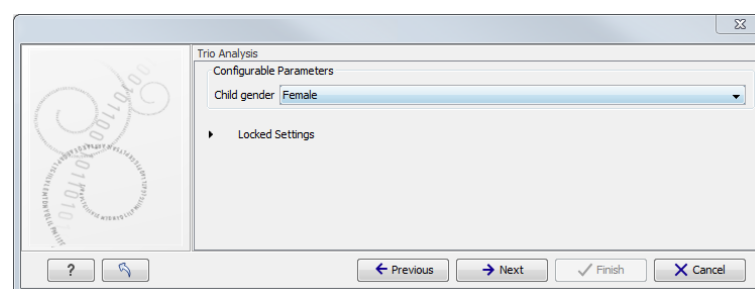 Trio Analysis
Configurable Parameters
Child gender Female
Locked Settings
? Previous Next Finish Cancel